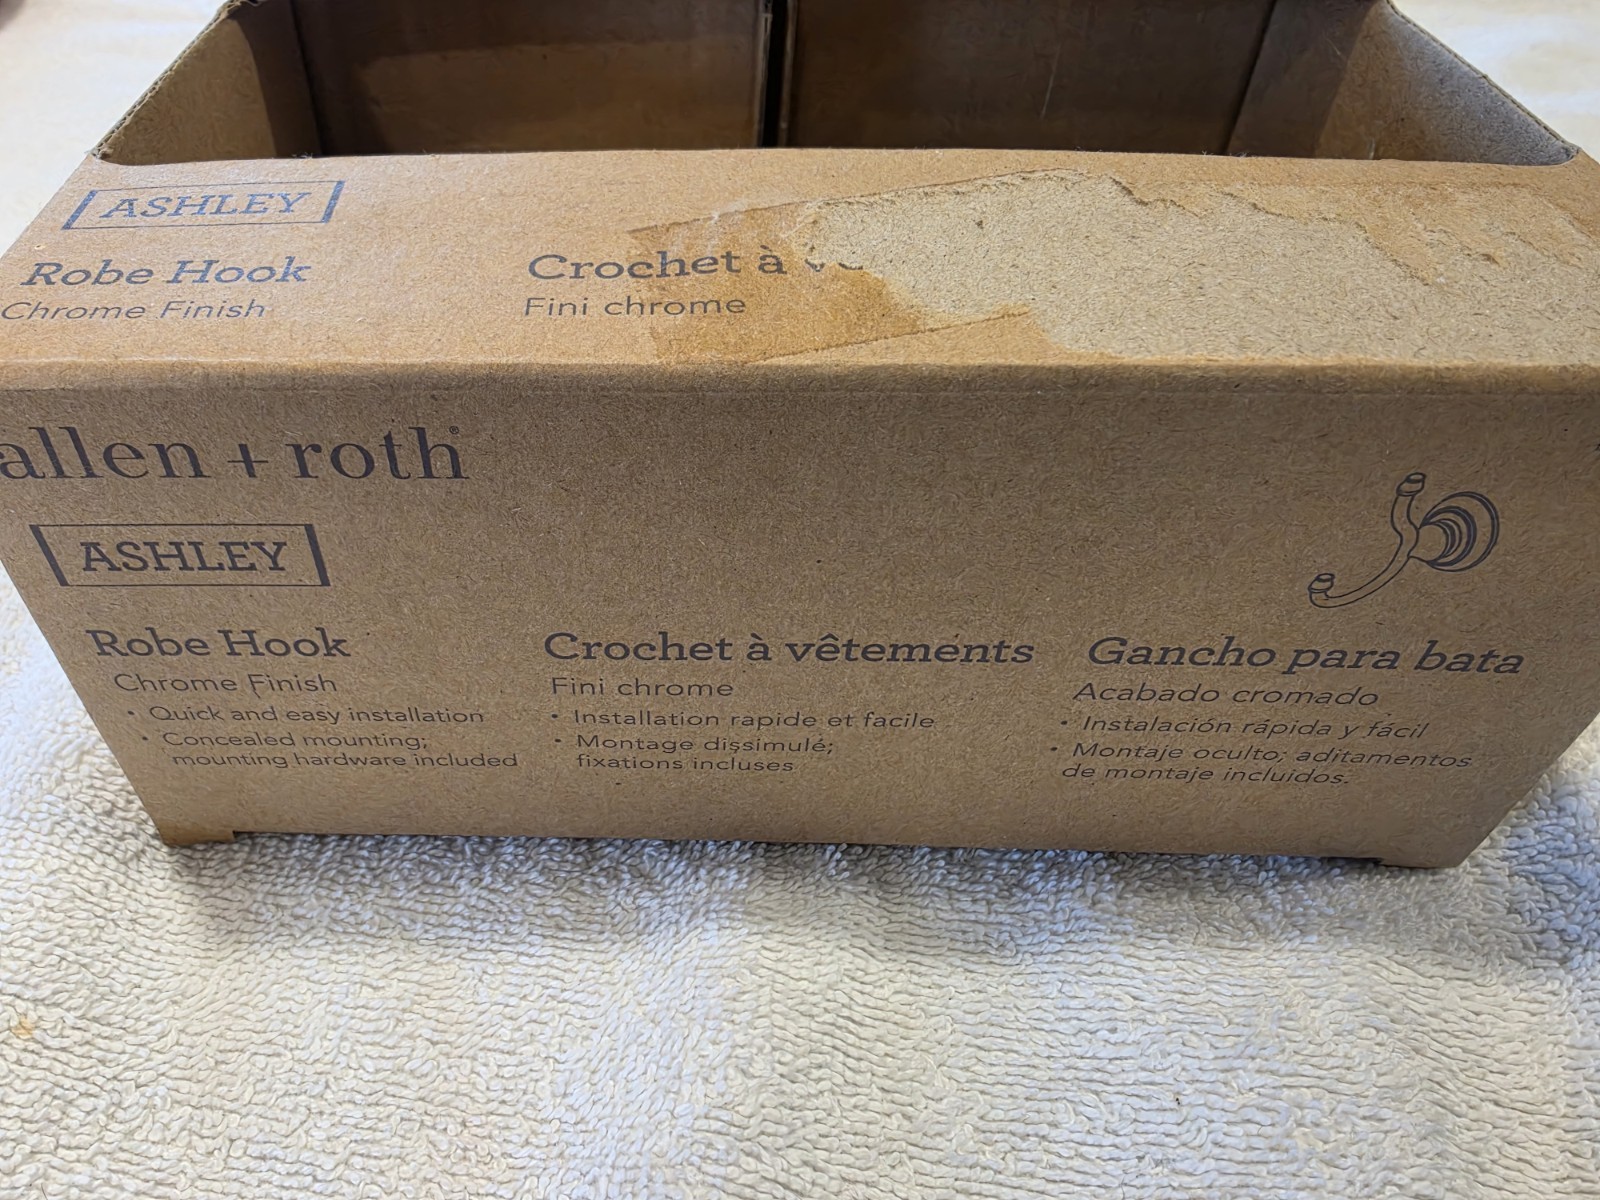 ASHLEY
Robe Hook
Chrome Finish
Crochet à
Fini chrome
allen + roth®
ASHLEY
Robe Hook
Chrome Finish
• Quick and easy installation
• Concealed mounting;
mounting hardware included
Crochet à vêtements
Fini chrome
• Installation rapide et facile
• Montage dissimulé;
fixations incluses
Gancho para bata
Acabado cromado
• Instalación rápida y fácil
• Montaje oculto; aditamentos
de montaje incluidos.